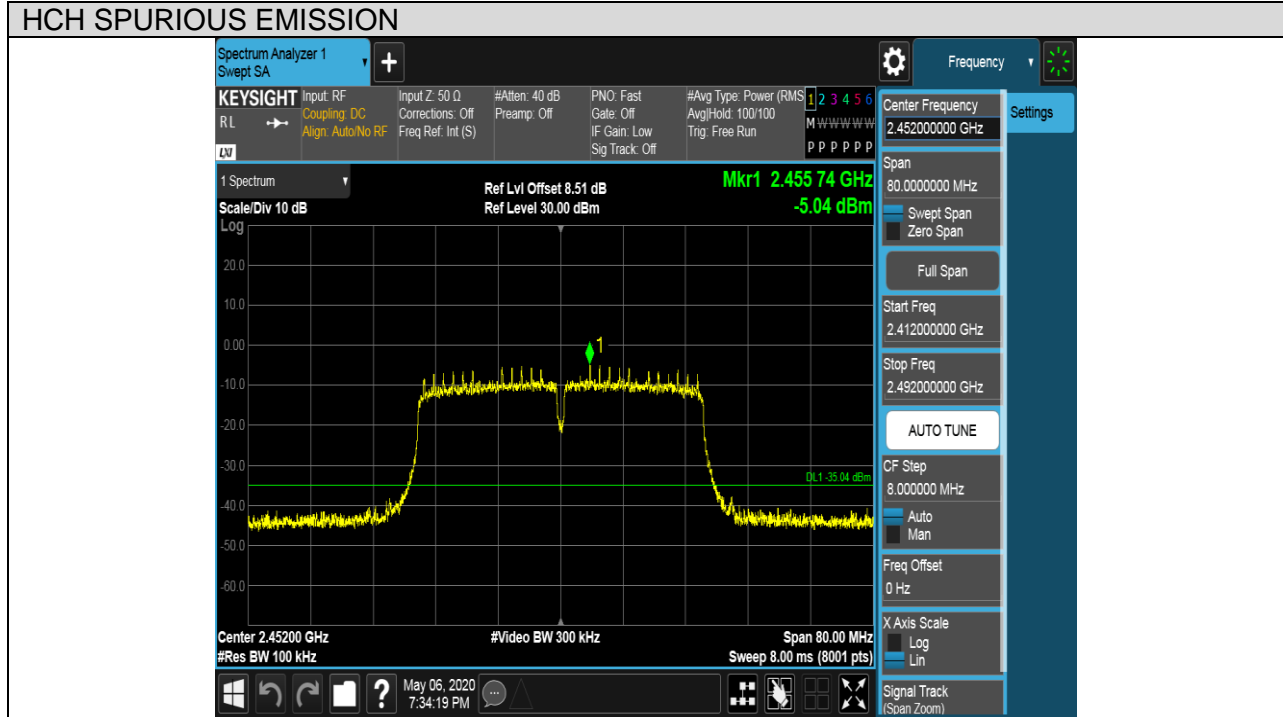 HCH SPURIOUS EMISSION
Spectrum Analyzer 1
Swept SA
+
Frequency
KEYSIGHT
RL
LXI
Input: RF
Coupling: DC
Align: Auto/No RF
Input Z: 50 Ω
Corrections: Off
Freq Ref: Int (S)
#Atten: 40 dB
Preamp: Off
PNO: Fast
Gate: Off
IF Gain: Low
Sig Track: Off
#Avg Type: Power (RMS
Avg|Hold: 100/100
Trig: Free Run
1 2 3 4 5 6
M W W W W W
P P P P P P
1 Spectrum
Scale/Div 10 dB
Log
Ref Lvl Offset 8.51 dB
Ref Level 30.00 dBm
Mkr1 2.455 74 GHz
-5.04 dBm
20.0
10.0
0.00
-10.0
-20.0
-30.0
-40.0
-50.0
-60.0
1
DL1 -35.04 dBm
Center 2.45200 GHz
#Res BW 100 kHz
#Video BW 300 kHz
Span 80.00 MHz
Sweep 8.00 ms (8001 pts)
Center Frequency
2.452000000 GHz
Settings
Span
80.0000000 MHz
Swept Span
Zero Span
Full Span
Start Freq
2.412000000 GHz
Stop Freq
2.492000000 GHz
AUTO TUNE
CF Step
8.000000 MHz
Auto
Man
Freq Offset
0 Hz
X Axis Scale
Log
Lin
Signal Track
(Span Zoom)
?
May 06, 2020
7:34:19 PM